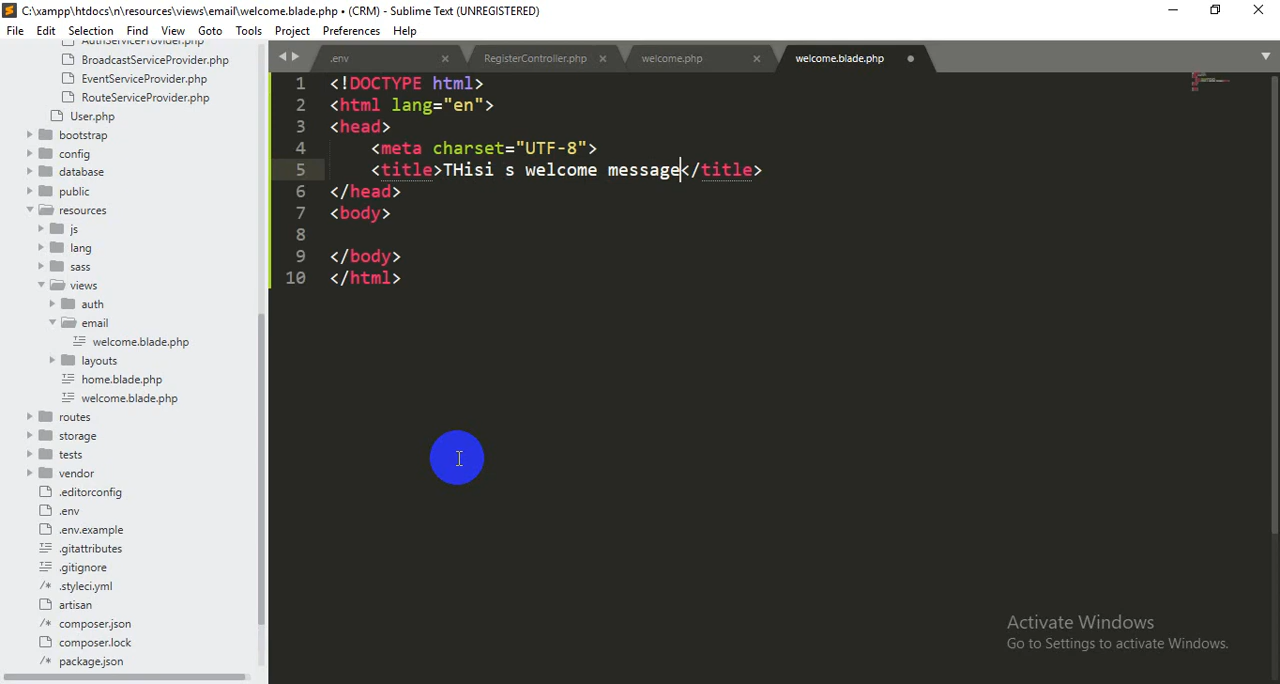 C:\xampp\htdocs\n\resources\views\email\welcome.blade.php • (CRM) - Sublime Text (UNREGISTERED)
File Edit Selection Find View Goto Tools Project Preferences Help
AuthServiceProvider.php
BroadcastServiceProvider.php
EventServiceProvider.php
RouteServiceProvider.php
User.php
bootstrap
config
database
public
resources
js
lang
sass
views
auth
email
welcome.blade.php
layouts
home.blade.php
welcome.blade.php
routes
storage
tests
vendor
.editorconfig
.env
.env.example
.gitattributes
.gitignore
.styleci.yml
artisan
composer.json
composer.lock
package.json
.env RegisterController.php welcome.php welcome.blade.php
1 <!DOCTYPE html>
2 <html lang="en">
3 <head>
4 <meta charset="UTF-8">
5 <title>THisi s welcome message</title>
6 </head>
7 <body>
8
9 </body>
10 </html>
Activate Windows
Go to Settings to activate Windows.